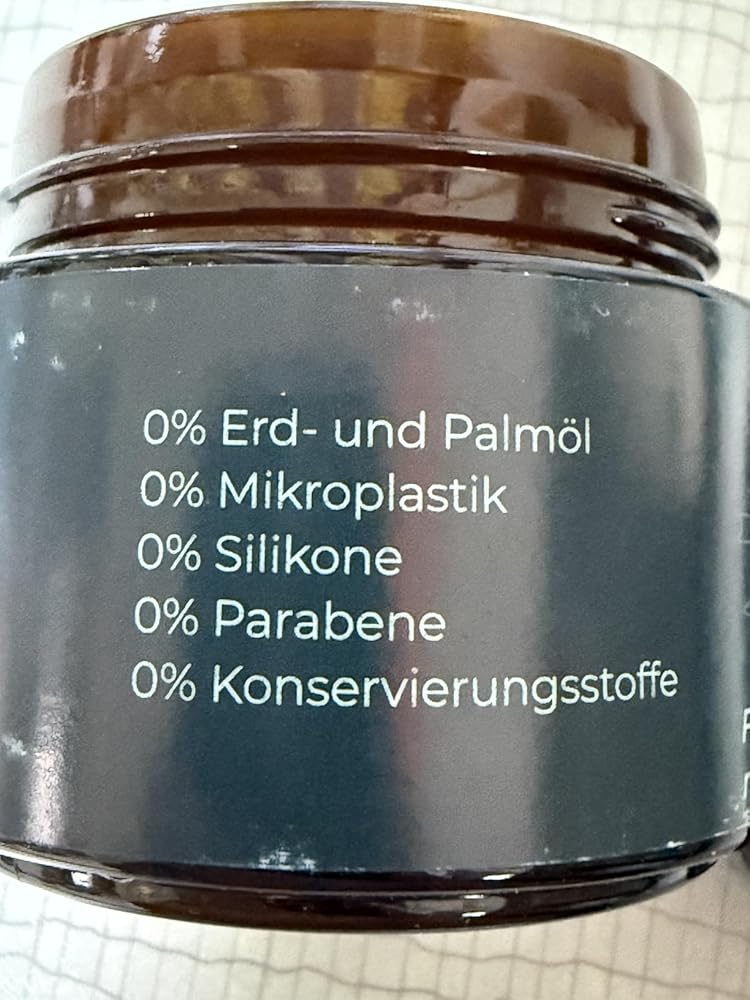 0% Erd- und Palmöl
0% Mikroplastik
0% Silikone
0% Parabene
0% Konservierungsstoffe